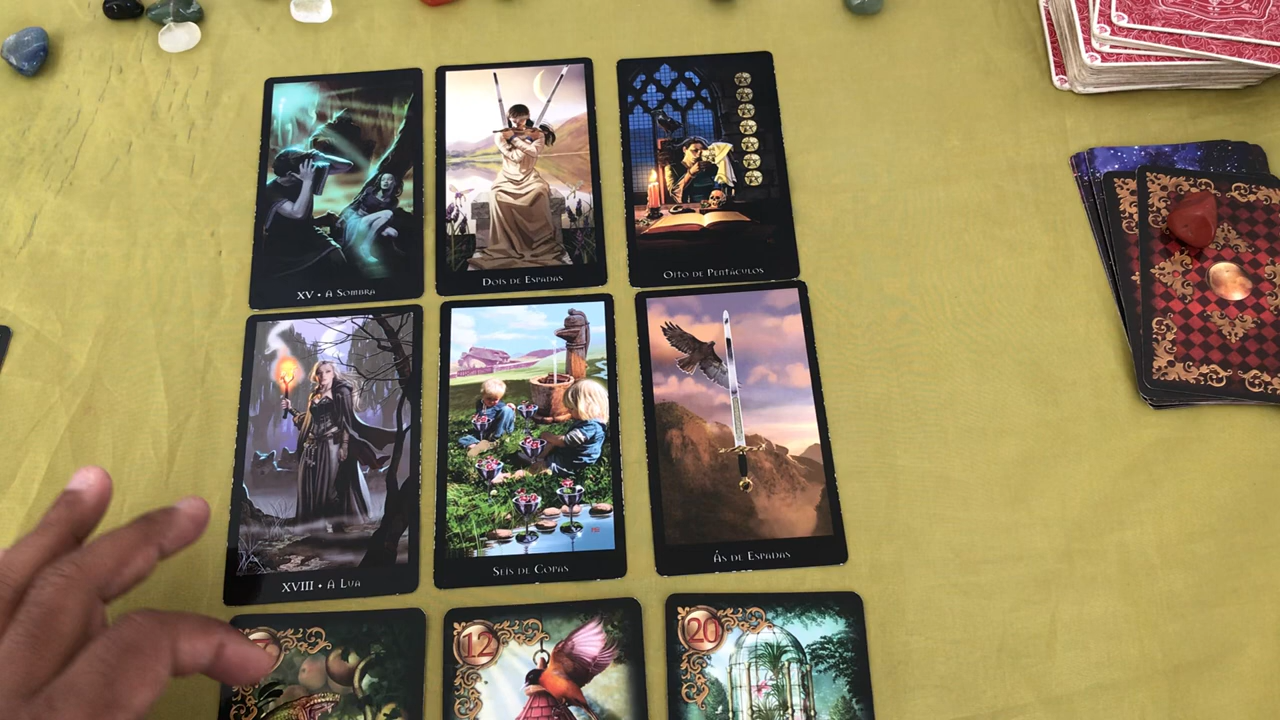 XV • A Sombra
Dois de Espadas
Oito de Pentáculos
XVIII • A Lua
Seis de Copas
Ás de Espadas
12
20